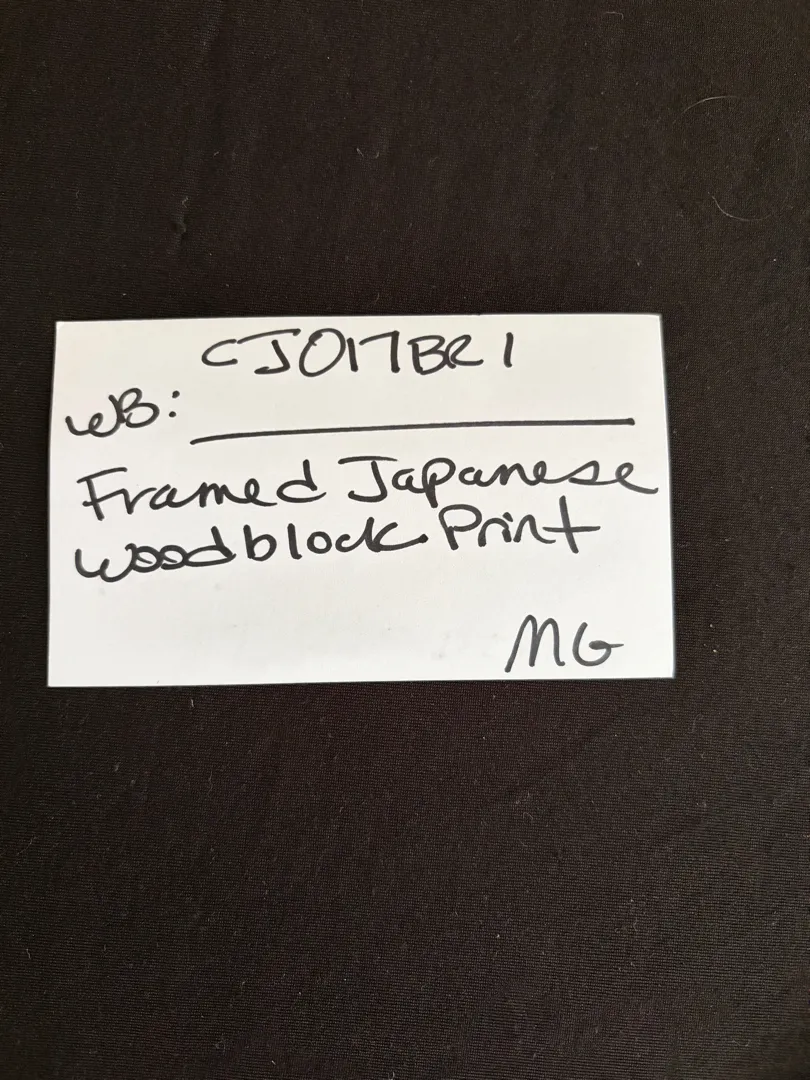 CJ017BR1
WB:
Framed Japanese
woodblock Print
MG